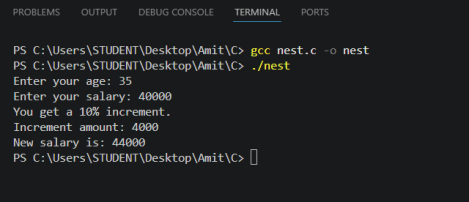 PROBLEMS OUTPUT DEBUG CONSOLE TERMINAL PORTS
PS C:\Users\STUDENT\Desktop\Amit\C> gcc nest.c -o nest
PS C:\Users\STUDENT\Desktop\Amit\C> ./nest
Enter your age: 35
Enter your salary: 40000
You get a 10% increment.
Increment amount: 4000
New salary is: 44000
PS C:\Users\STUDENT\Desktop\Amit\C>